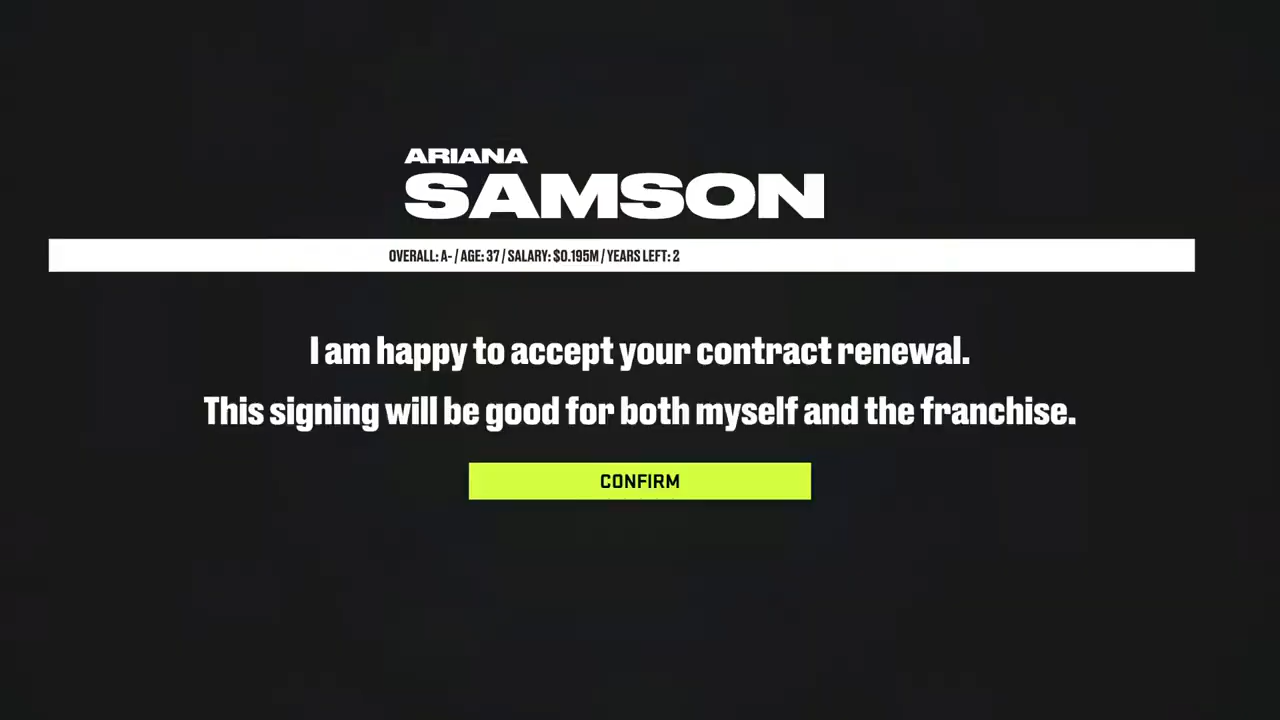 ARIANA
SAMSON
OVERALL: A- / AGE: 37 / SALARY: $0.195M / YEARS LEFT: 2
I am happy to accept your contract renewal.
This signing will be good for both myself and the franchise.
CONFIRM